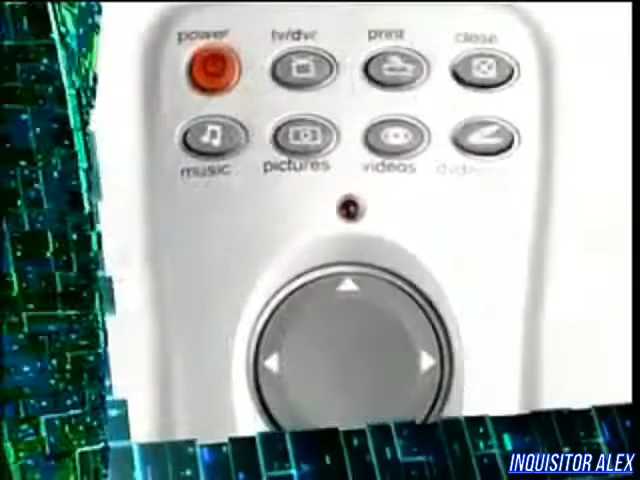 power tv/dvr print close
music pictures videos
INQUISITOR ALEX